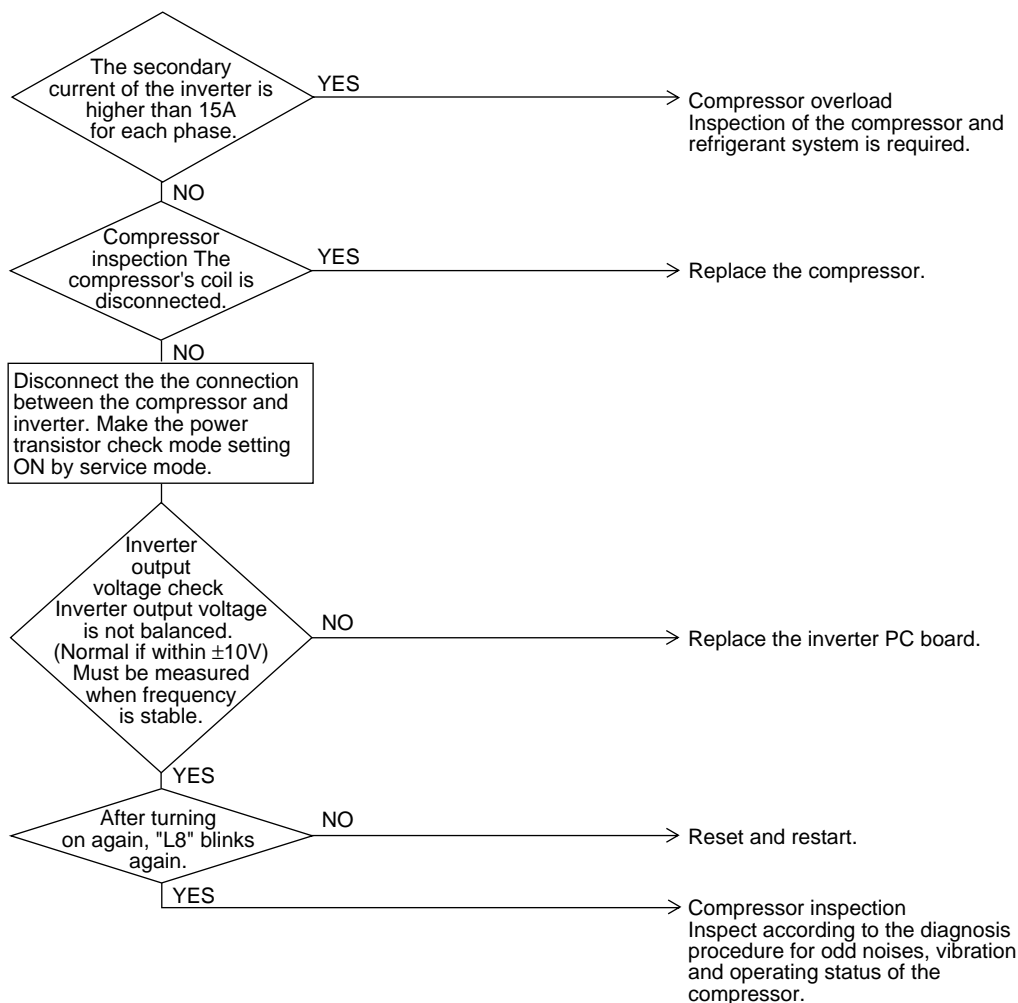 The secondary
current of the inverter is
higher than 15A
for each phase.
YES
Compressor overload
Inspection of the compressor and
refrigerant system is required.
NO
Compressor
inspection The
compressor's coil is
disconnected.
YES
Replace the compressor.
NO
Disconnect the the connection
between the compressor and
inverter. Make the power
transistor check mode setting
ON by service mode.
Inverter
output
voltage check
Inverter output voltage
is not balanced.
(Normal if within ±10V)
Must be measured
when frequency
is stable.
NO
Replace the inverter PC board.
YES
After turning
on again, "L8" blinks
again.
NO
Reset and restart.
YES
Compressor inspection
Inspect according to the diagnosis
procedure for odd noises, vibration
and operating status of the
compressor.